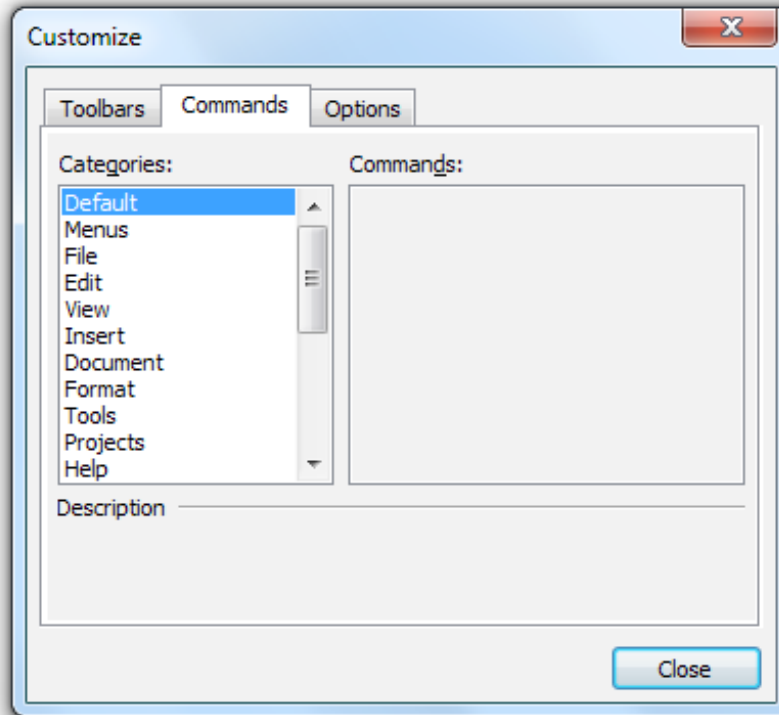 Customize
Toolbars Commands Options
Categories: Commands:
Default
Menus
File
Edit
View
Insert
Document
Format
Tools
Projects
Help
Description
Close